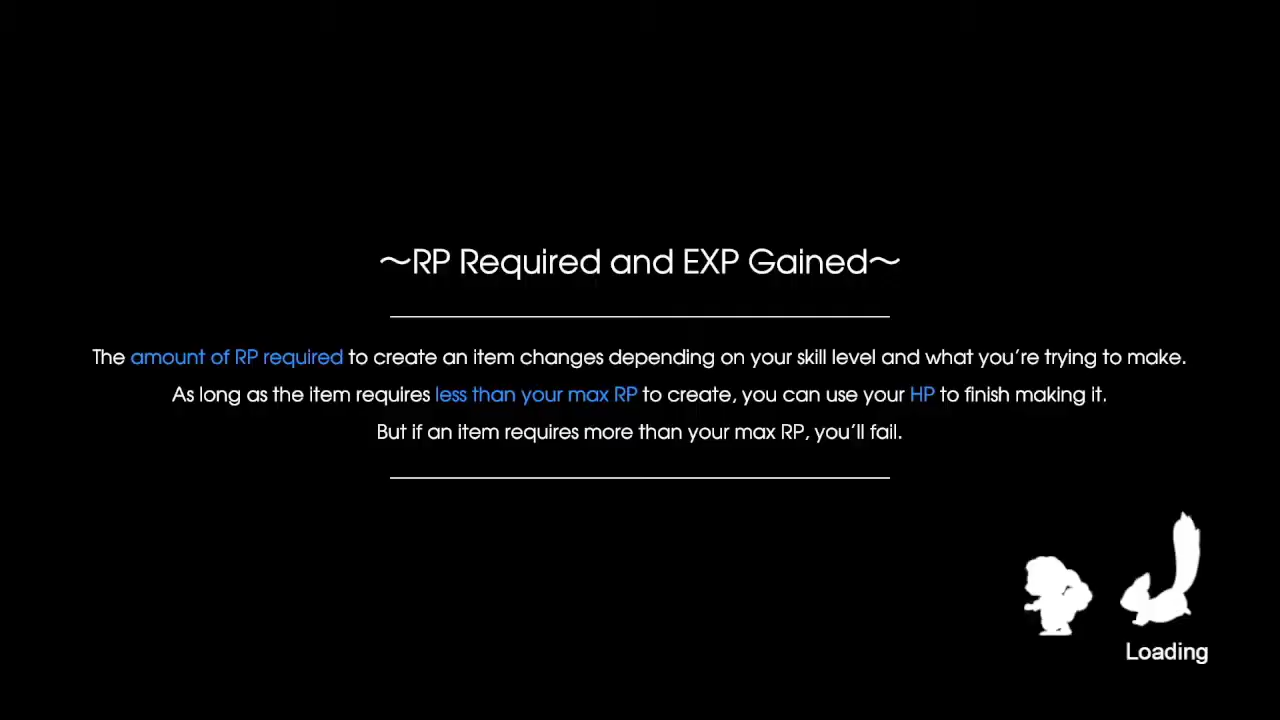 ～RP Required and EXP Gained～
The amount of RP required to create an item changes depending on your skill level and what you're trying to make.
As long as the item requires less than your max RP to create, you can use your HP to finish making it.
But if an item requires more than your max RP, you'll fail.
Loading